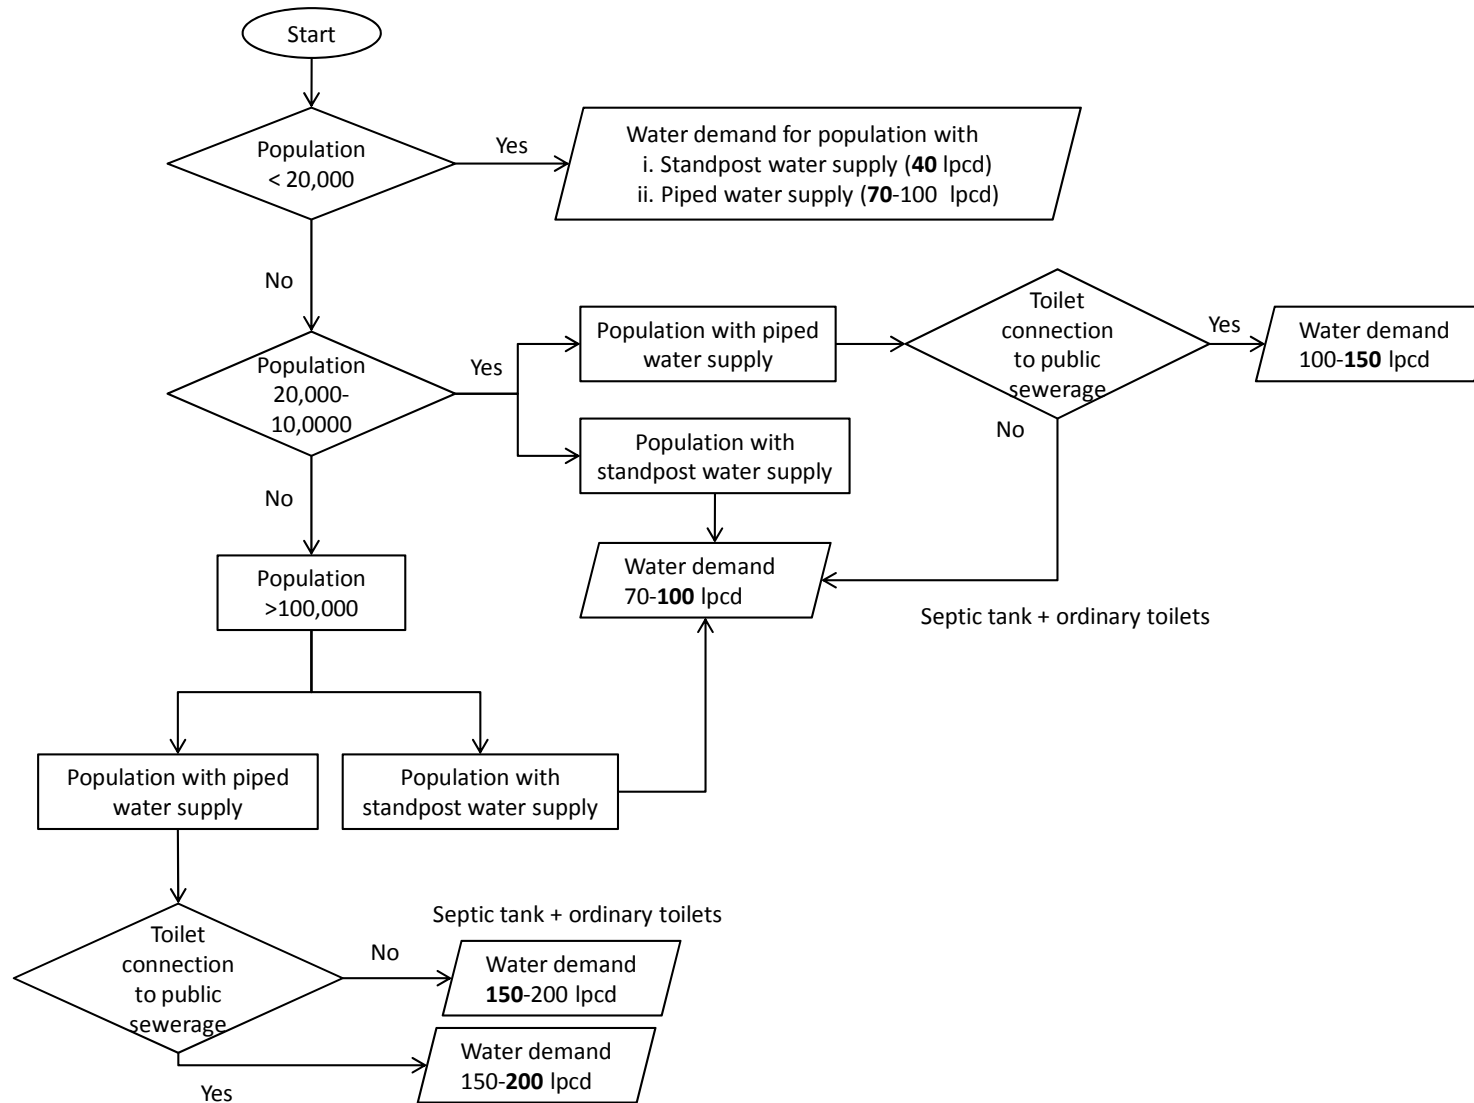 Start
Population
< 20,000
Yes
Water demand for population with
i. Standpost water supply (40 lpcd)
ii. Piped water supply (70-100 lpcd)
No
Population
20,000-
10,0000
Yes
Population with piped
water supply
Toilet
connection
to public
sewerage
Yes
Water demand
100-150 lpcd
No
Population with
standpost water supply
No
Population
>100,000
Water demand
70-100 lpcd
Septic tank + ordinary toilets
Population with piped
water supply
Population with
standpost water supply
Toilet
connection
to public
sewerage
No
Septic tank + ordinary toilets
Water demand
150-200 lpcd
Yes
Water demand
150-200 lpcd